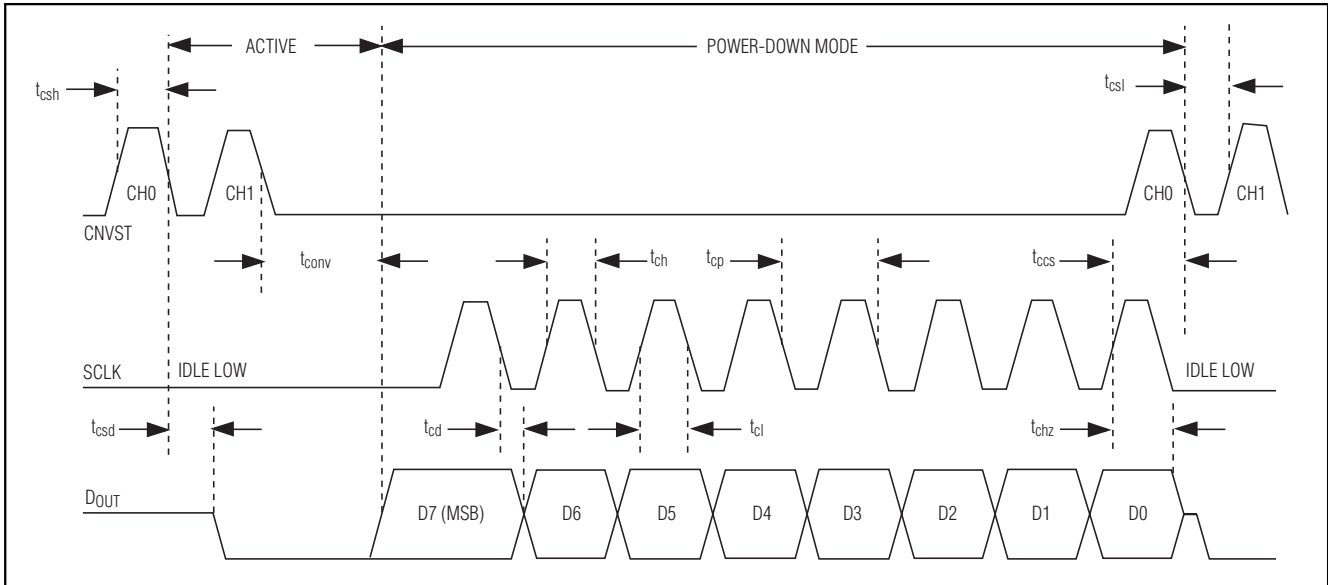 ACTIVE
POWER-DOWN MODE
tcsh
tcsl
CH0
CH1
CH0
CH1
CNVST
tconv
tch
tcp
tccs
SCLK
IDLE LOW
IDLE LOW
tcsd
tcd
tcl
tchz
DOUT
D7 (MSB)
D6
D5
D4
D3
D2
D1
D0